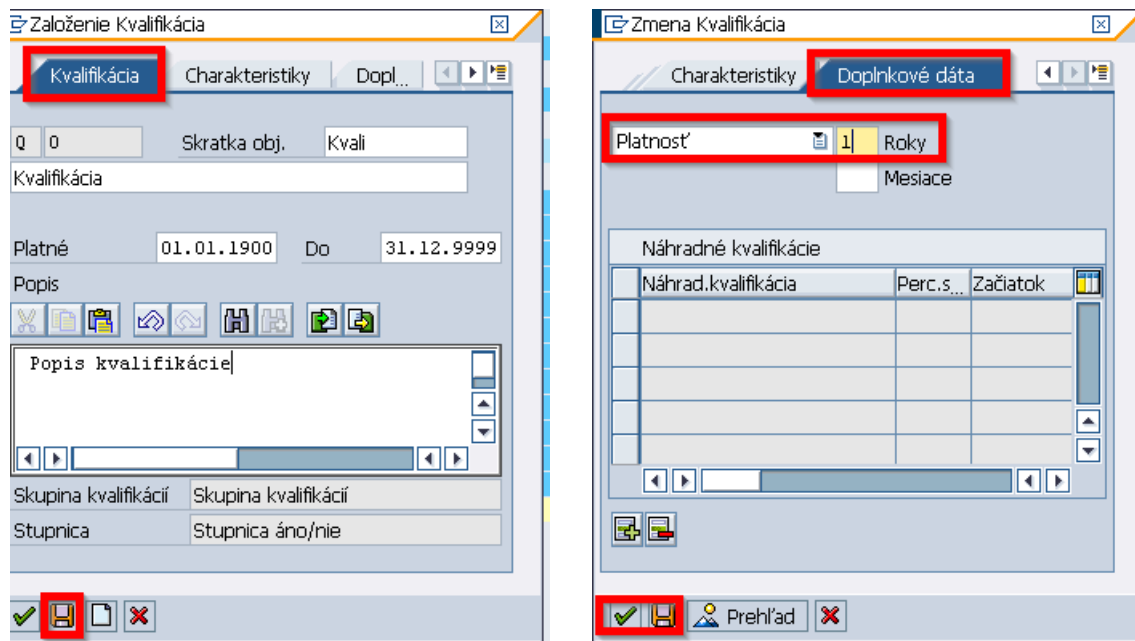 Založenie Kvalifikácia
Kvalifikácia Charakteristiky Dopl...
Q 0 Skratka obj. Kvali
Kvalifikácia
Platné 01.01.1900 Do 31.12.9999
Popis
Popis kvalifikácie
Skupina kvalifikácií Skupina kvalifikácií
Stupnica Stupnica áno/nie
Zmena Kvalifikácia
Charakteristiky Doplnkové dáta
Platnosť 1 Roky
Mesiace
Náhradné kvalifikácie
Náhrad.kvalifikácia Perc.s... Začiatok
Prehľad